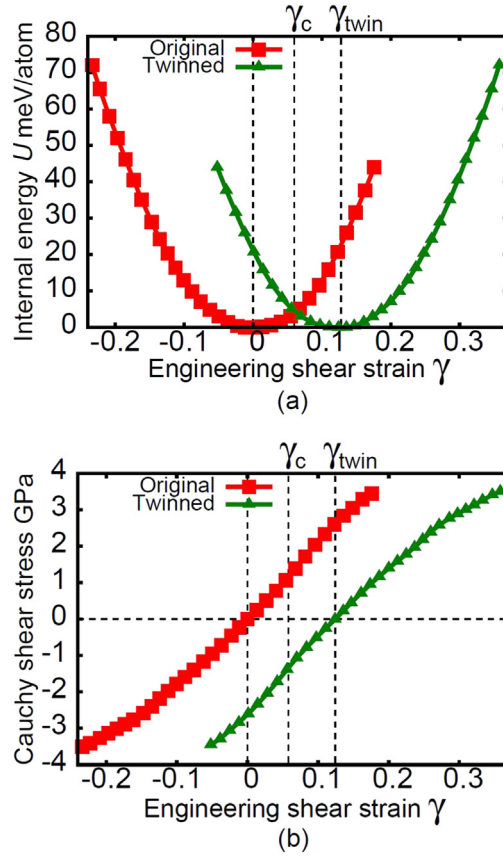 γc γtwin
Original
Twinned
80
70
60
50
40
30
20
10
0
Internal energy U meV/atom
-0.2 -0.1 0 0.1 0.2 0.3
Engineering shear strain γ
(a)
γc γtwin
Original
Twinned
4
3
2
1
0
-1
-2
-3
-4
Cauchy shear stress GPa
-0.2 -0.1 0 0.1 0.2 0.3
Engineering shear strain γ
(b)